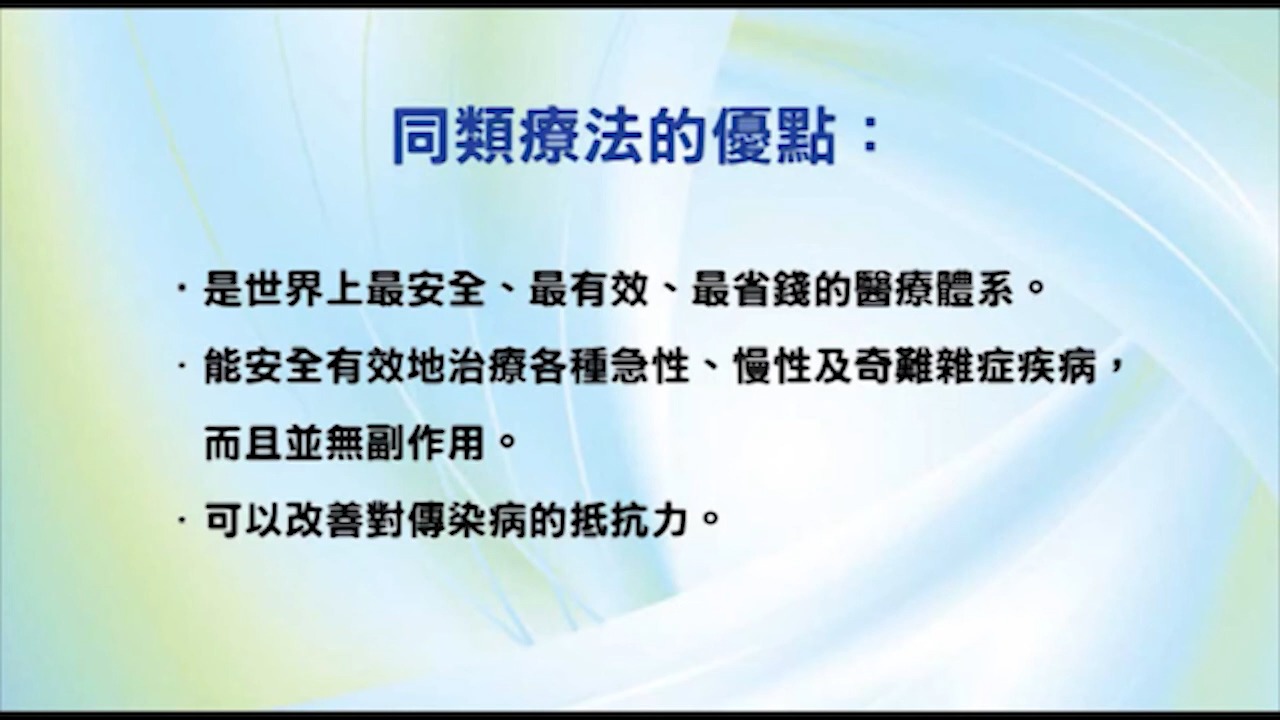 同類療法的優點：
·是世界上最安全、最有效、最省錢的醫療體系。
·能安全有效地治療各種急性、慢性及奇難雜症疾病，
而且並無副作用。
·可以改善對傳染病的抵抗力。